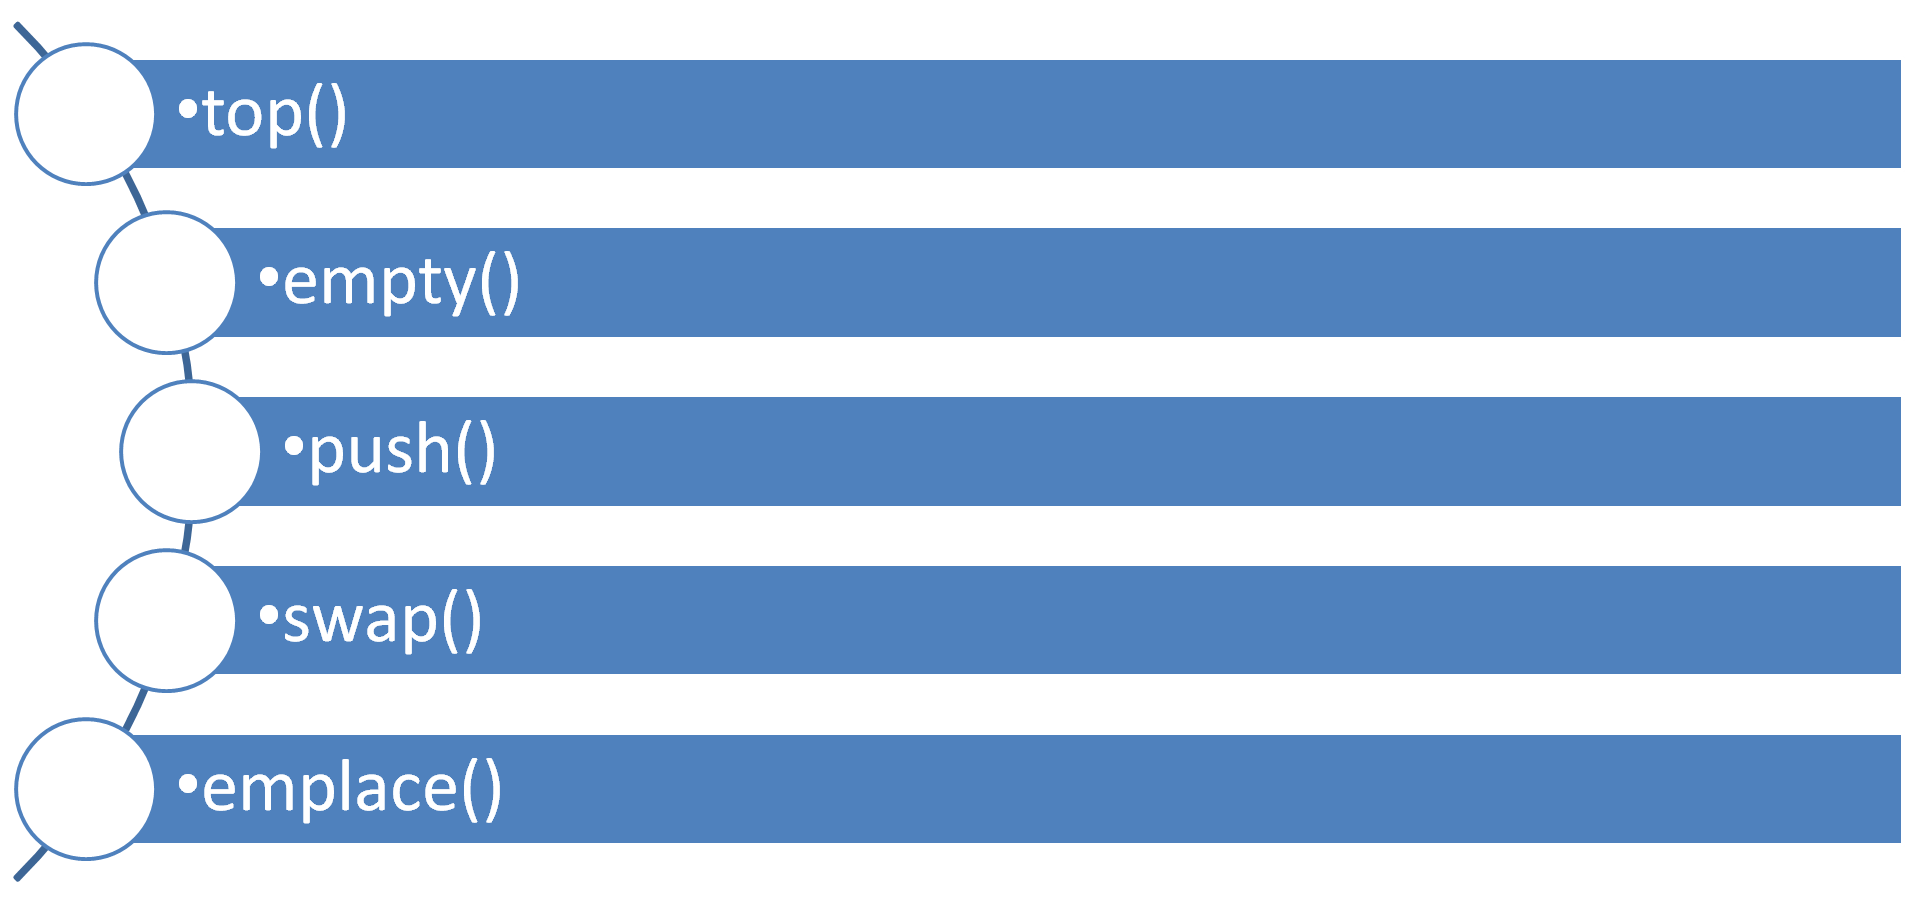 •top()
•empty()
•push()
•swap()
•emplace()